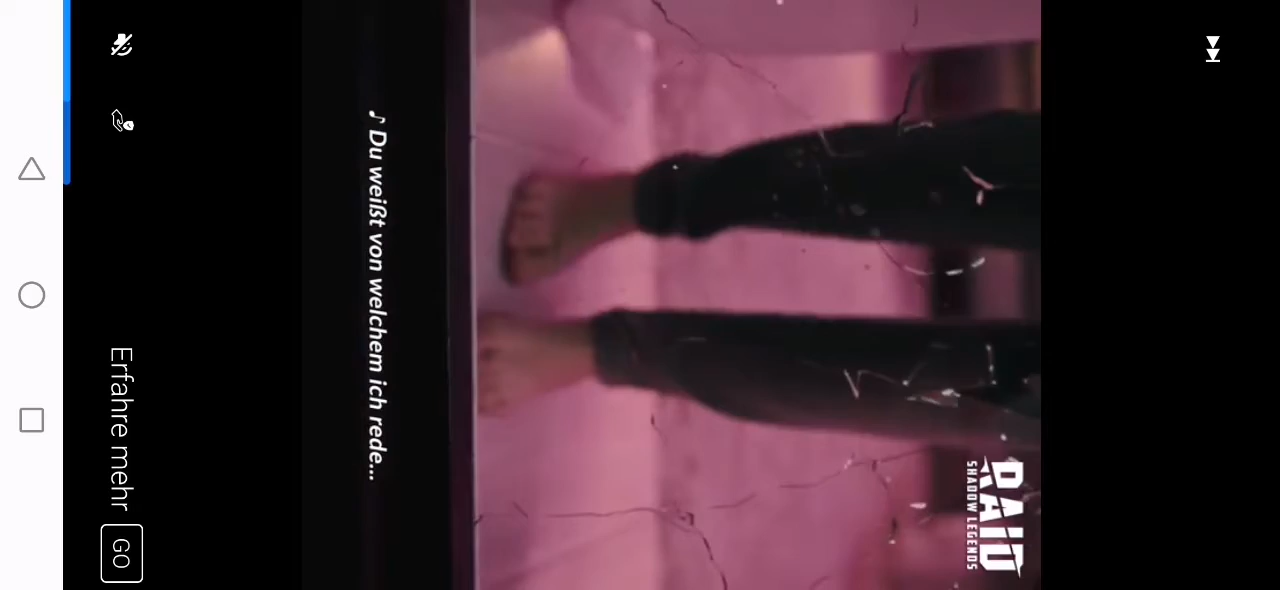 RAID
SHADOW LEGENDS
♪ Du weißt von welchem ich rede...
Erfahre mehr
GO